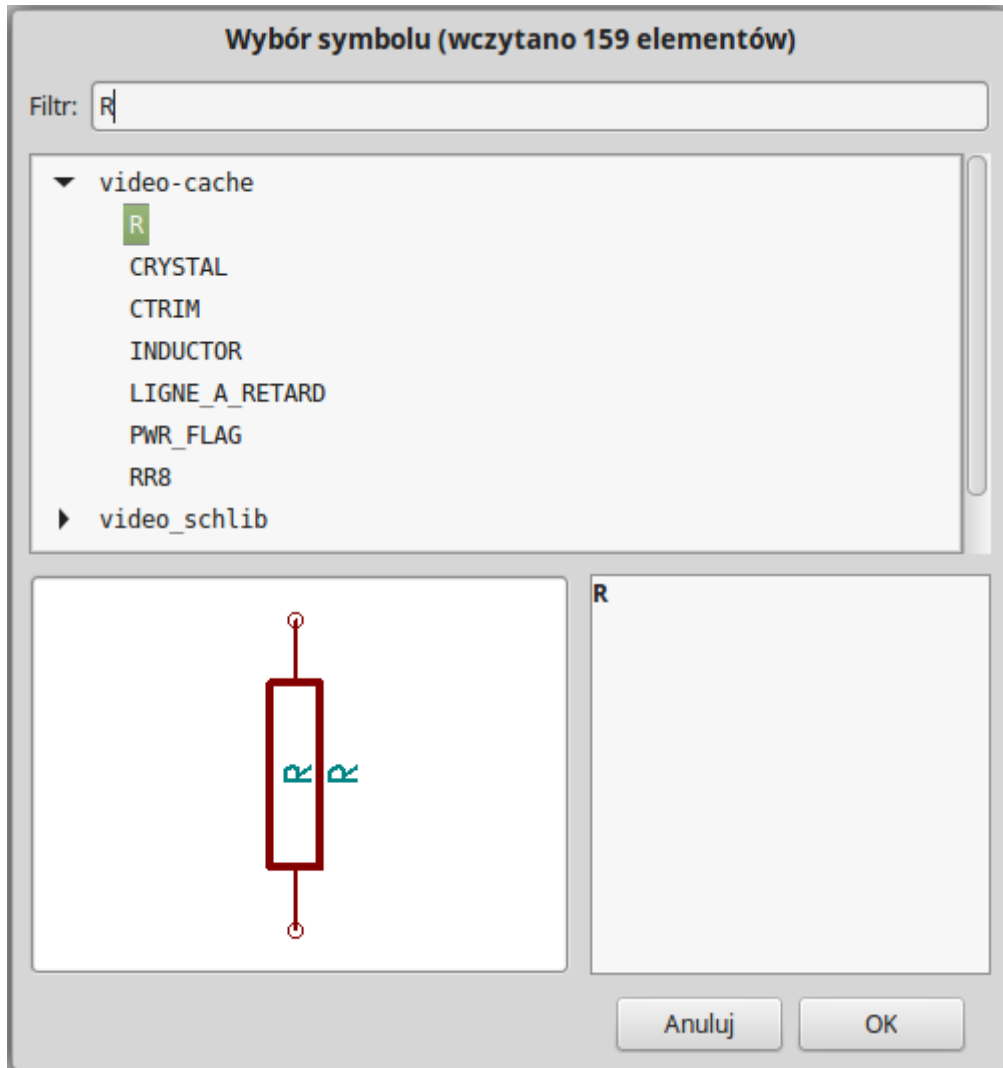 Wybór symbolu (wczytano 159 elementów)
Filtr: R
video-cache
R
CRYSTAL
CTRIM
INDUCTOR
LIGNE_A_RETARD
PWR_FLAG
RR8
video_schlib
R R
R
Anuluj OK